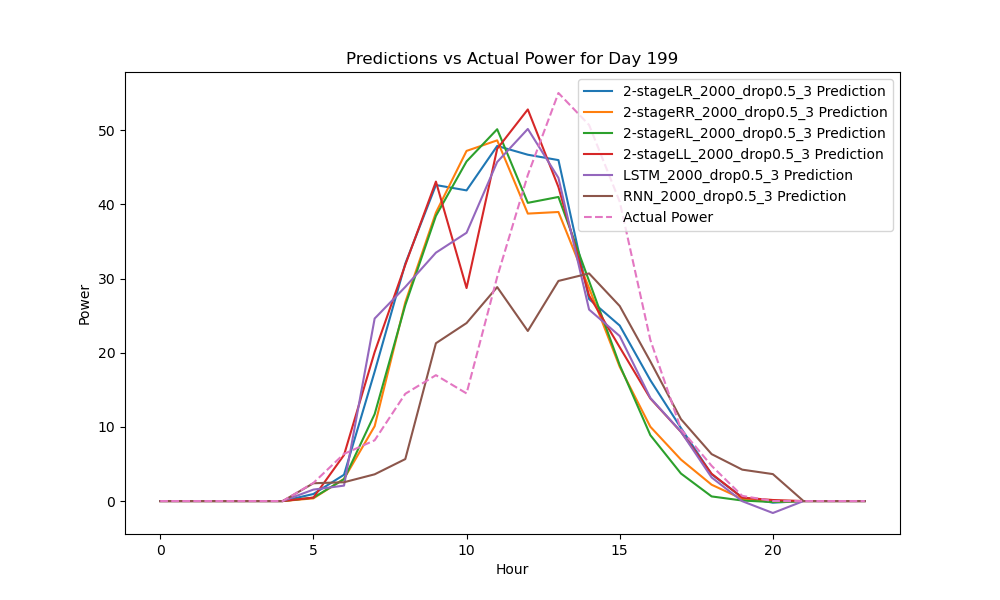 Predictions vs Actual Power for Day 199
2-stageLR_2000_drop0.5_3 Prediction
2-stageRR_2000_drop0.5_3 Prediction
2-stageRL_2000_drop0.5_3 Prediction
2-stageLL_2000_drop0.5_3 Prediction
LSTM_2000_drop0.5_3 Prediction
RNN_2000_drop0.5_3 Prediction
Actual Power
50
40
30
20
10
0
Power
0 5 10 15 20
Hour